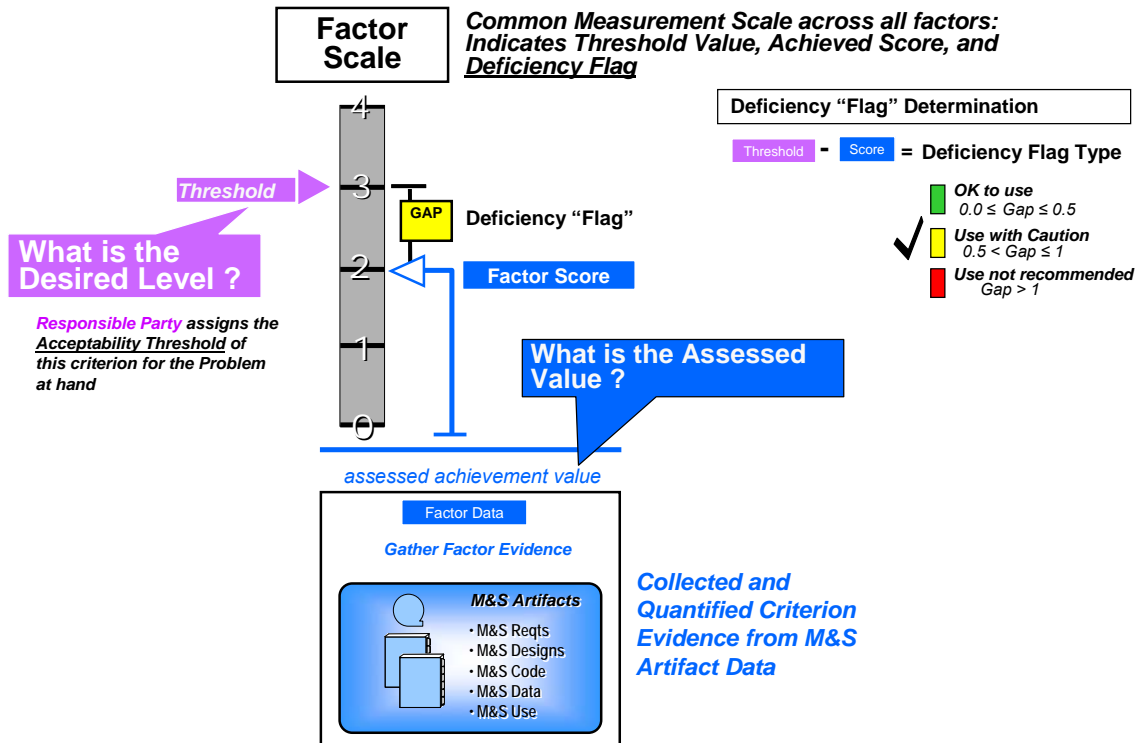 Factor
Scale
Common Measurement Scale across all factors:
Indicates Threshold Value, Achieved Score, and
Deficiency Flag
4
3
2
1
0
Threshold
What is the
Desired Level ?
Responsible Party assigns the
Acceptability Threshold of
this criterion for the Problem
at hand
GAP
Deficiency “Flag”
Factor Score
Deficiency “Flag” Determination
Threshold - Score = Deficiency Flag Type
OK to use
0.0 ≤ Gap ≤ 0.5
Use with Caution
0.5 < Gap ≤ 1
Use not recommended
Gap > 1
What is the Assessed
Value ?
assessed achievement value
Factor Data
Gather Factor Evidence
M&S Artifacts
· M&S Reqts
· M&S Designs
· M&S Code
· M&S Data
· M&S Use
Collected and
Quantified Criterion
Evidence from M&S
Artifact Data